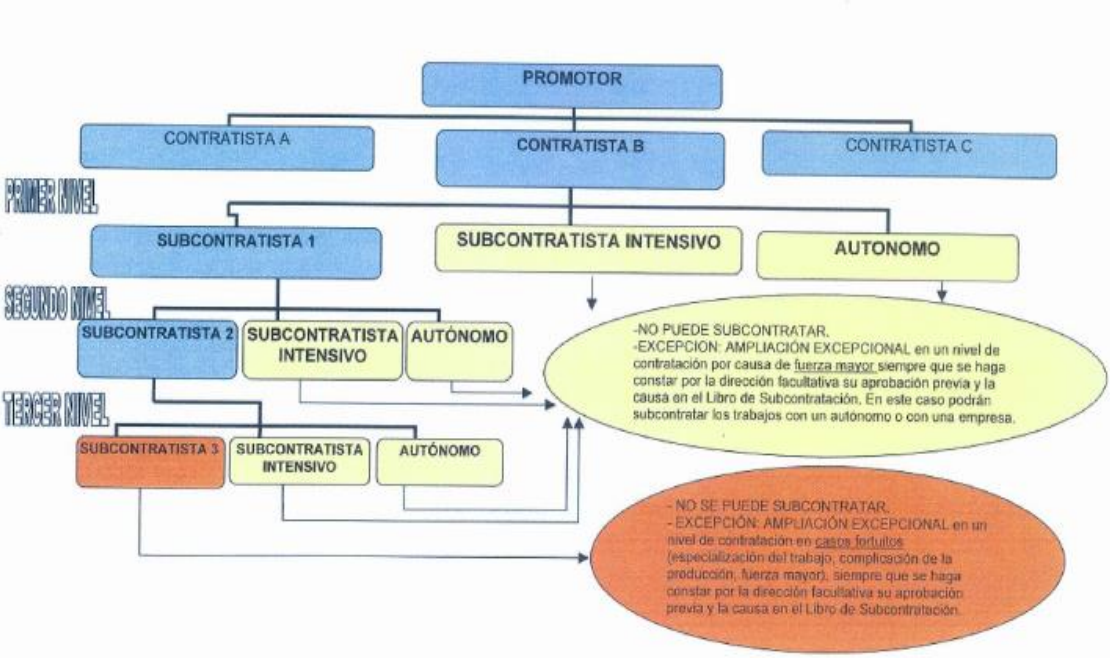 PROMOTOR
CONTRATISTA A
CONTRATISTA B
CONTRATISTA C
PRIMER NIVEL
SUBCONTRATISTA 1
SUBCONTRATISTA INTENSIVO
AUTONOMO
SEGUNDO NIVEL
SUBCONTRATISTA 2
SUBCONTRATISTA
INTENSIVO
AUTÓNOMO
-NO PUEDE SUBCONTRATAR.
-EXCEPCION: AMPLIACIÓN EXCEPCIONAL en un nivel de
contratación por causa de fuerza mayor siempre que se haga
constar por la dirección facultativa su aprobación previa y la
causa en el Libro de Subcontratación. En este caso podrán
subcontratar los trabajos con un autónomo o con una empresa.
TERCER NIVEL
SUBCONTRATISTA 3
SUBCONTRATISTA
INTENSIVO
AUTÓNOMO
- NO SE PUEDE SUBCONTRATAR.
- EXCEPCIÓN: AMPLIACIÓN EXCEPCIONAL en un
nivel de contratación en casos fortuitos
(especialización del trabajo, complicación de la
producción, fuerza mayor), siempre que se haga
constar por la dirección facultativa su aprobación
previa y la causa en el Libro de Subcontratación.